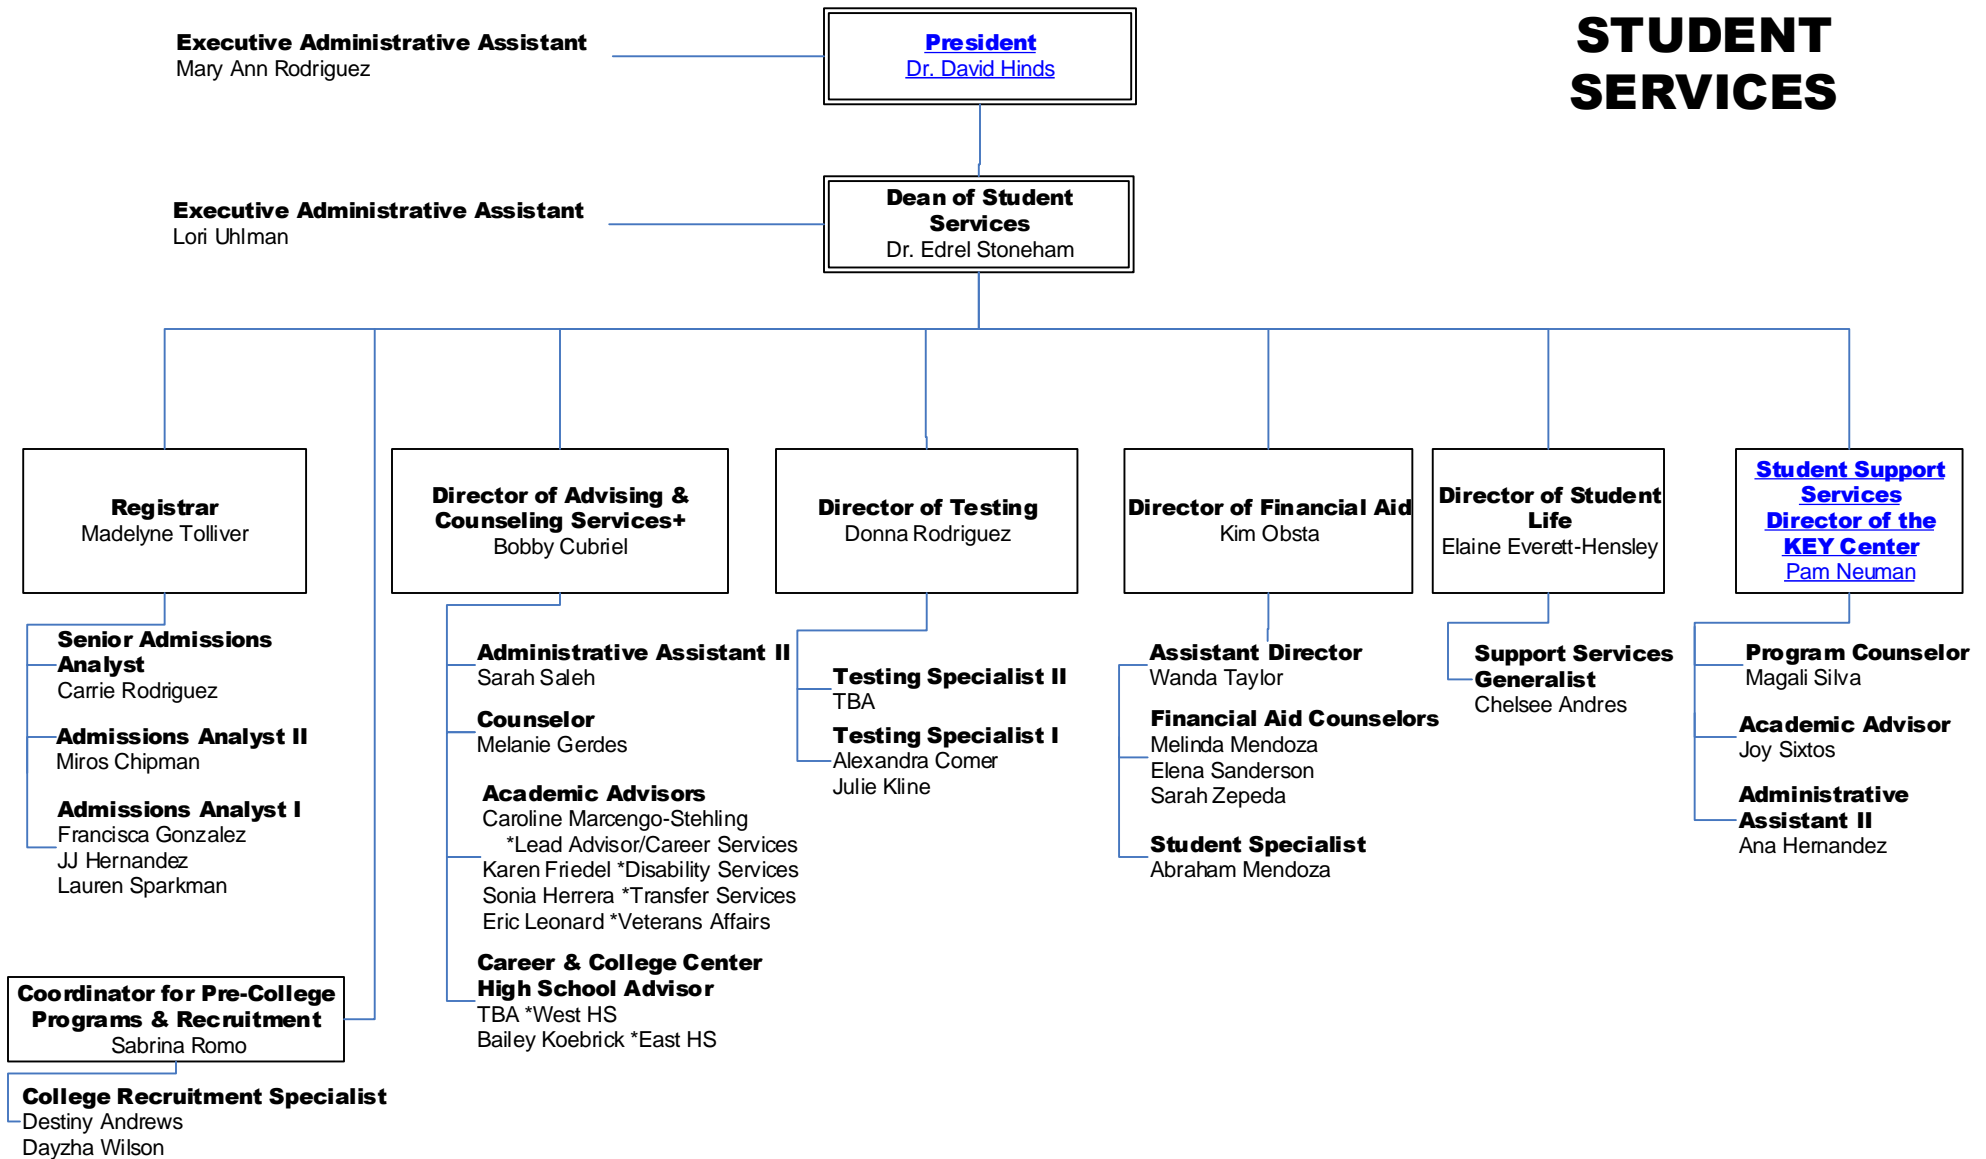 STUDENT
SERVICES
Executive Administrative Assistant
Mary Ann Rodriguez
President
Dr. David Hinds
Executive Administrative Assistant
Lori Uhlman
Dean of Student
Services
Dr. Edrel Stoneham
Registrar
Madelyne Tolliver
Senior Admissions
Analyst
Carrie Rodriguez
Admissions Analyst II
Miros Chipman
Admissions Analyst I
Francisca Gonzalez
JJ Hernandez
Lauren Sparkman
Coordinator for Pre-College
Programs & Recruitment
Sabrina Romo
College Recruitment Specialist
Destiny Andrews
Dayzha Wilson
Director of Advising &
Counseling Services+
Bobby Cubriel
Administrative Assistant II
Sarah Saleh
Counselor
Melanie Gerdes
Academic Advisors
Caroline Marcengo-Stehling
*Lead Advisor/Career Services
Karen Friedel *Disability Services
Sonia Herrera *Transfer Services
Eric Leonard *Veterans Affairs
Career & College Center
High School Advisor
TBA *West HS
Bailey Koebrick *East HS
Director of Testing
Donna Rodriguez
Testing Specialist II
TBA
Testing Specialist I
Alexandra Comer
Julie Kline
Director of Financial Aid
Kim Obsta
Assistant Director
Wanda Taylor
Financial Aid Counselors
Melinda Mendoza
Elena Sanderson
Sarah Zepeda
Student Specialist
Abraham Mendoza
Director of Student
Life
Elaine Everett-Hensley
Support Services
Generalist
Chelsee Andres
Student Support
Services
Director of the
KEY Center
Pam Neuman
Program Counselor
Magali Silva
Academic Advisor
Joy Sixtos
Administrative
Assistant II
Ana Hernandez